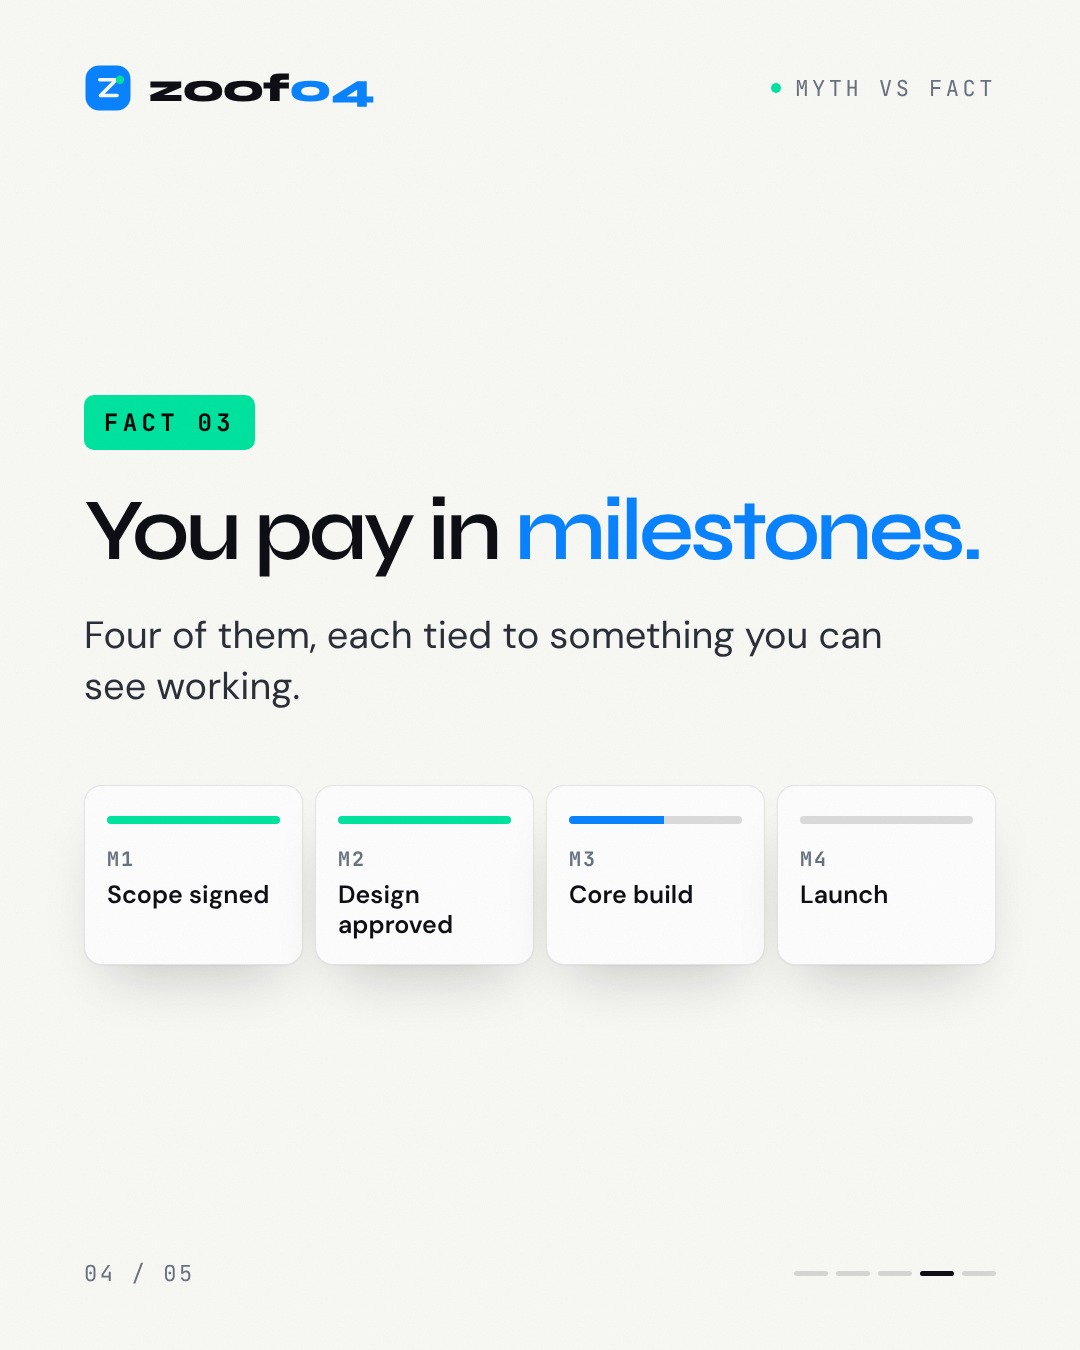 Z zoof04
MYTH VS FACT
FACT 03
You pay in milestones.
Four of them, each tied to something you can
see working.
M1
Scope signed
M2
Design
approved
M3
Core build
M4
Launch
04 / 05